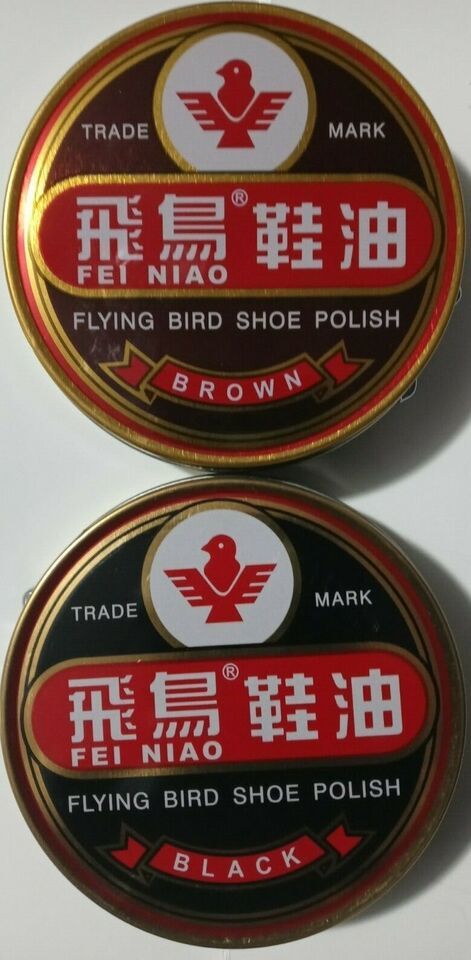 TRADE MARK
飛鳥®鞋油
FEI NIAO
FLYING BIRD SHOE POLISH
BROWN
TRADE MARK
飛鳥®鞋油
FEI NIAO
FLYING BIRD SHOE POLISH
BLACK